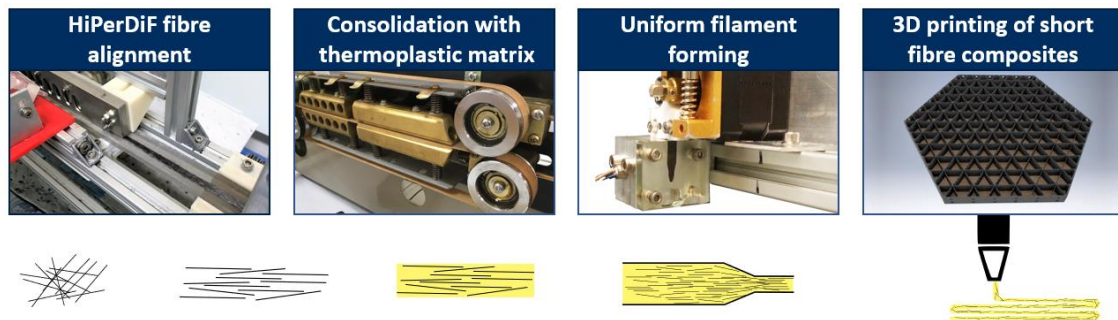 HiPerDiF fibre
alignment
Consolidation with
thermoplastic matrix
Uniform filament
forming
3D printing of short
fibre composites